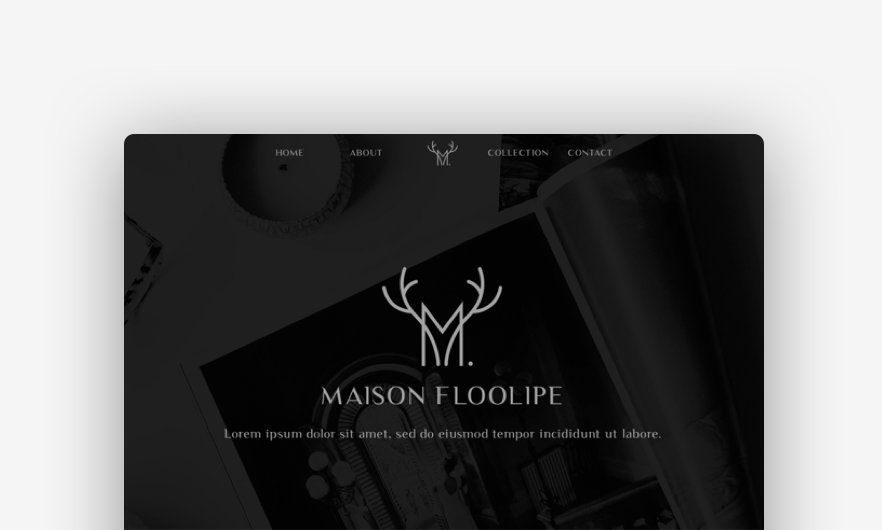 HOME ABOUT M. COLLECTION CONTACT
M.
MAISON FLOOLIPE
Lorem ipsum dolor sit amet, sed do eiusmod tempor incididunt ut labore.